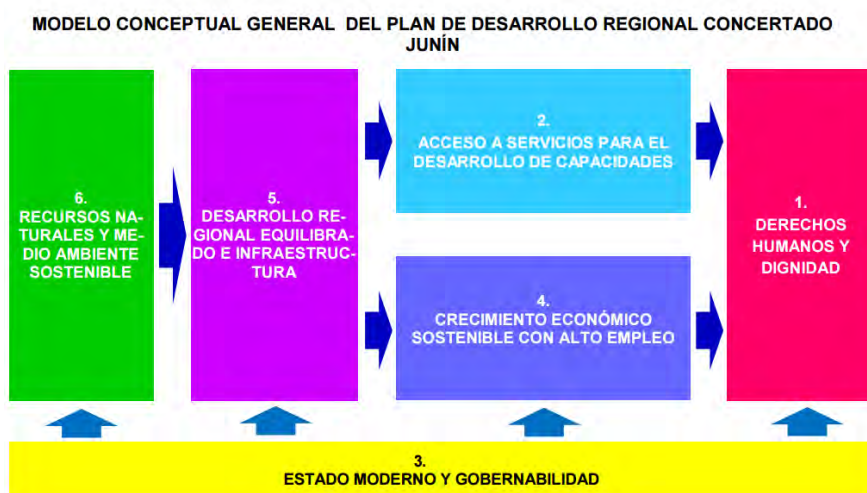 MODELO CONCEPTUAL GENERAL DEL PLAN DE DESARROLLO REGIONAL CONCERTADO
JUNÍN
6.
RECURSOS NA-
TURALES Y ME-
DIO AMBIENTE
SOSTENIBLE
5.
DESARROLLO RE-
GIONAL EQUILIBRA-
DO E INFRAESTRUC-
TURA
2.
ACCESO A SERVICIOS PARA EL
DESARROLLO DE CAPACIDADES
4.
CRECIMIENTO ECONÓMICO
SOSTENIBLE CON ALTO EMPLEO
1.
DERECHOS
HUMANOS Y
DIGNIDAD
3.
ESTADO MODERNO Y GOBERNABILIDAD